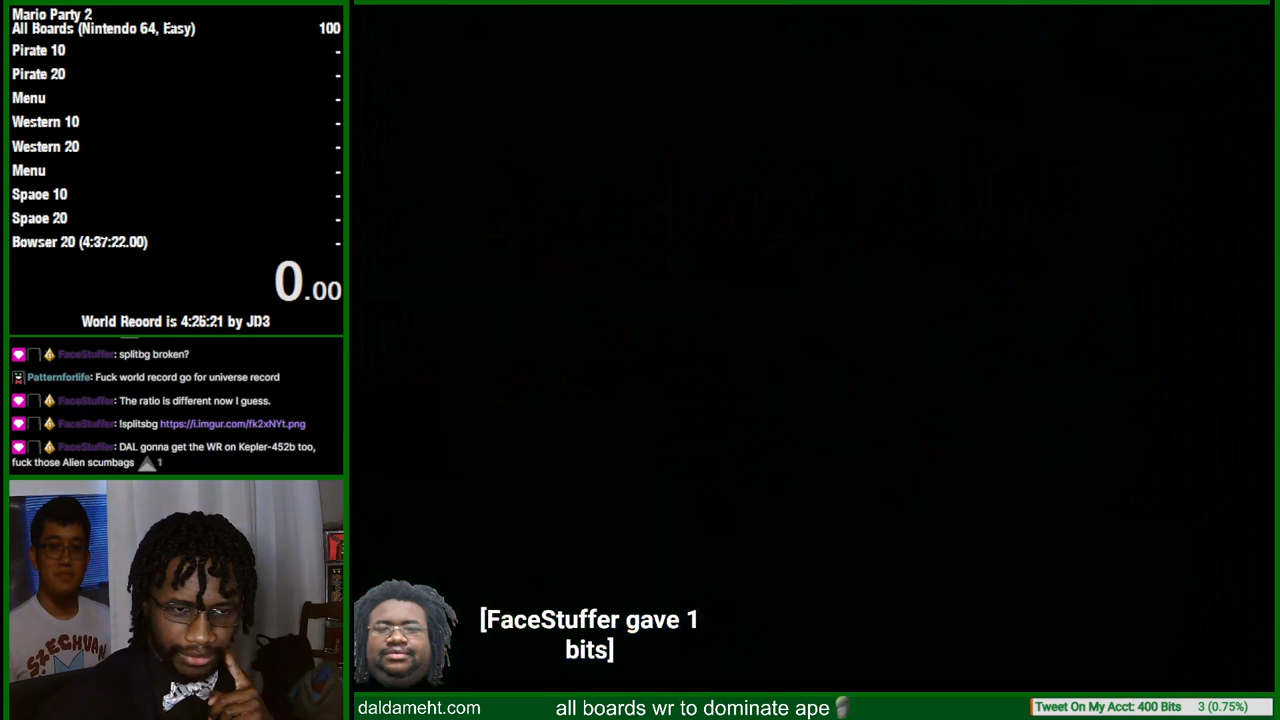 Mario Party 2
All Boards (Nintendo 64, Easy) 100
Pirate 10 -
Pirate 20 -
Menu -
Western 10 -
Western 20 -
Menu -
Space 10 -
Space 20 -
Bowser 20 (4:37:22.00) -
0.00
World Record is 4:25:21 by JD3
FaceStuffer: splitbg broken?
Patternforlife: Fuck world record go for universe record
FaceStuffer: The ratio is different now I guess.
FaceStuffer: !splitsbg https://i.imgur.com/fk2xNYt.png
FaceStuffer: DAL gonna get the WR on Kepler-452b too,
fuck those Alien scumbags 1
SZECHUAN
[FaceStuffer gave 1
bits]
daldameht.com
all boards wr to dominate ape
Tweet On My Acct: 400 Bits 3 (0.75%)